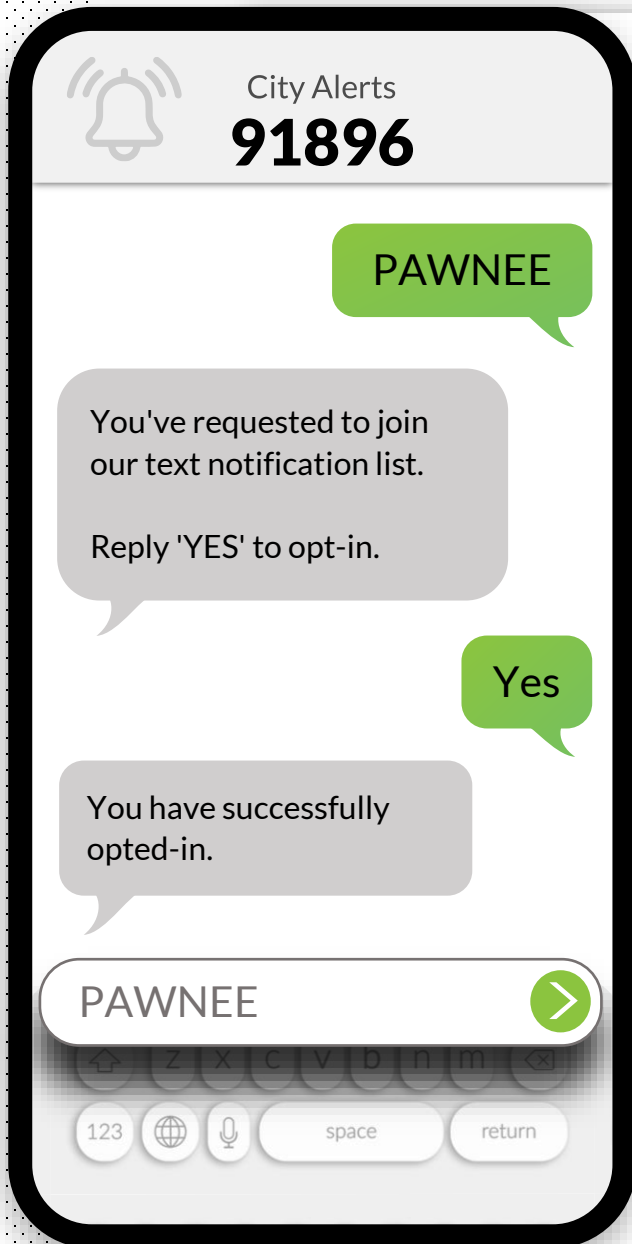 City Alerts
91896
PAWNEE
You've requested to join
our text notification list.
Reply 'YES' to opt-in.
Yes
You have successfully
opted-in.
PAWNEE
z x c v b n m
123 space return